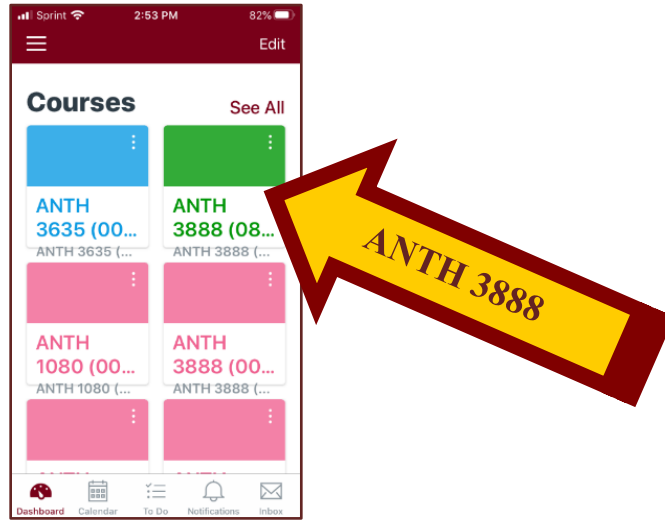 Sprint 2:53 PM 82%
Edit
Courses See All
ANTH
3635 (00...
ANTH 3635 (...
ANTH
3888 (08...
ANTH 3888 (...
ANTH 3888
ANTH
1080 (00...
ANTH 1080 (...
ANTH
3888 (00...
ANTH 3888 (...
Dashboard Calendar To Do Notifications Inbox